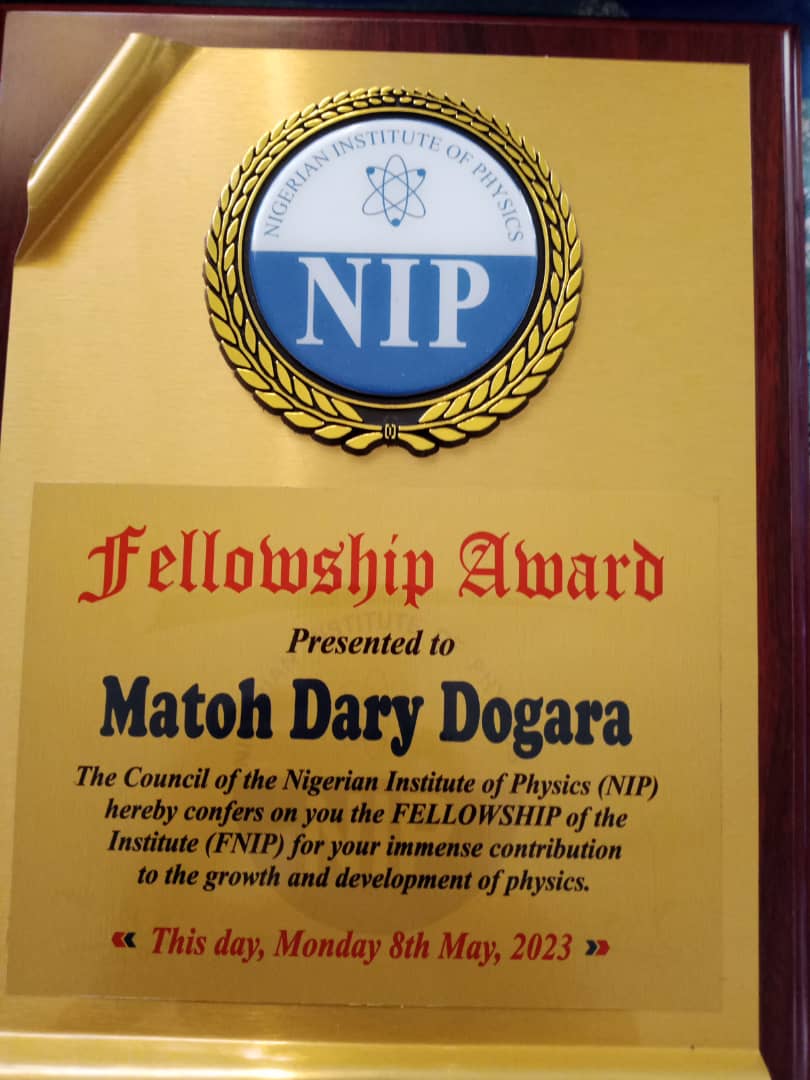 NIGERIAN INSTITUTE OF PHYSICS
NIP
Fellowship Award
Presented to
Matoh Dary Dogara
The Council of the Nigerian Institute of Physics (NIP)
hereby confers on you the FELLOWSHIP of the
Institute (FNIP) for your immense contribution
to the growth and development of physics.
This day, Monday 8th May, 2023